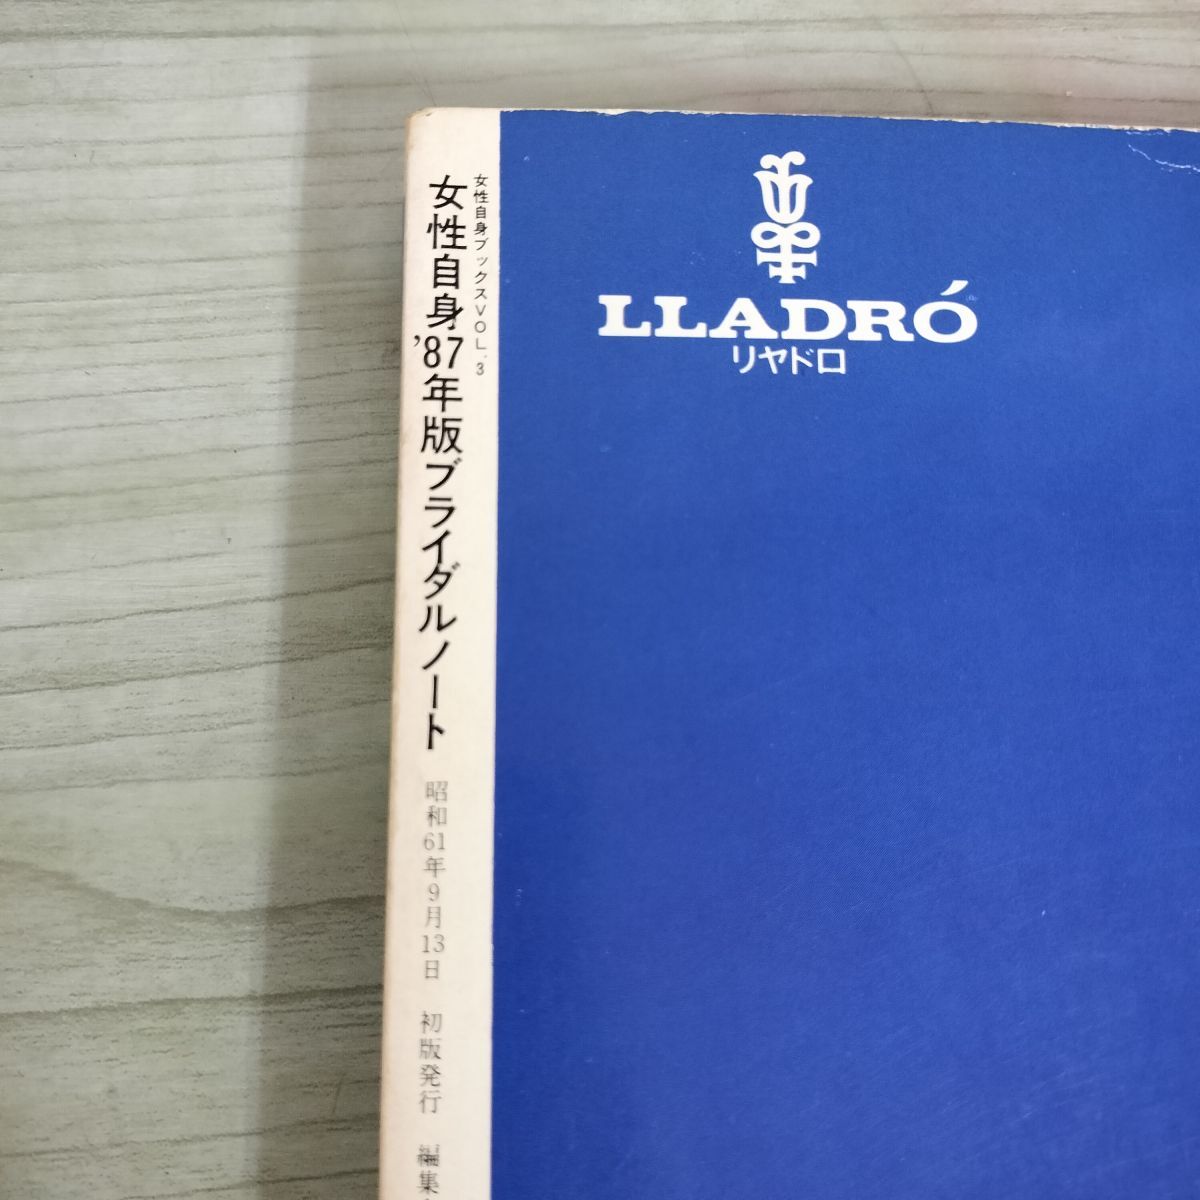 女性自身ブックスVOL.3
女性自身'87年版ブライダルノート 昭和61年9月13日 初版発行 編集
LLADRÓ
リヤドロ